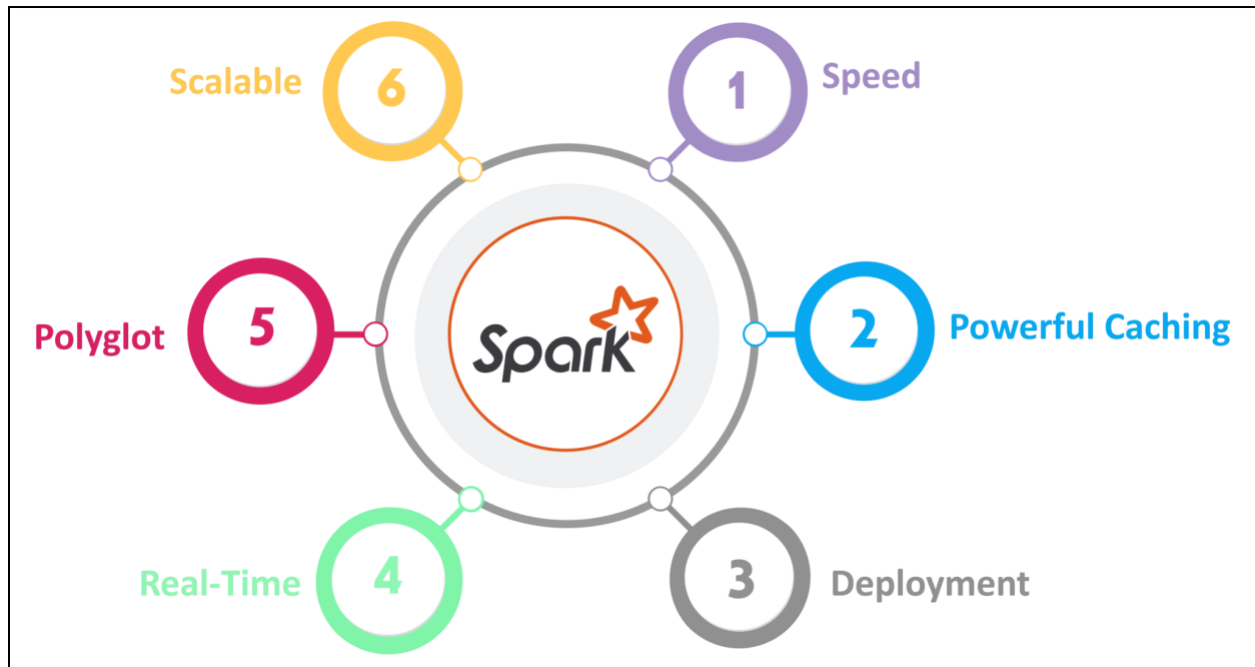 1
Speed
2
Powerful Caching
3
Deployment
4
Real-Time
5
Polyglot
6
Scalable
Spark